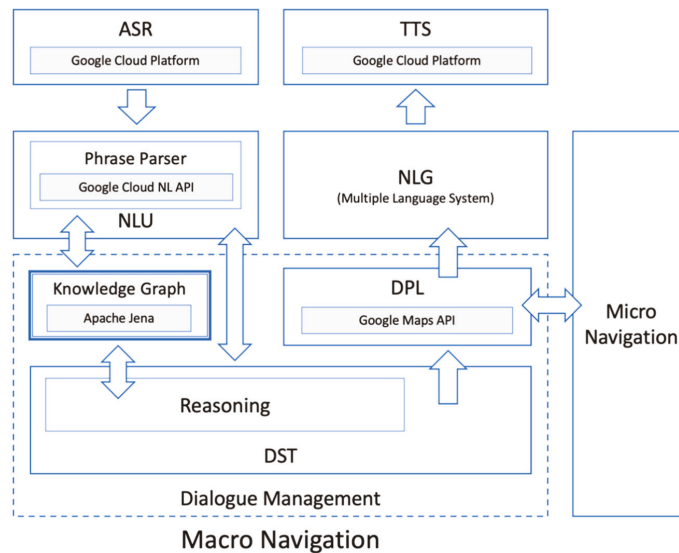 ASR
Google Cloud Platform
TTS
Google Cloud Platform
Phrase Parser
Google Cloud NL API
NLU
NLG
(Multiple Language System)
Knowledge Graph
Apache Jena
DPL
Google Maps API
Micro
Navigation
Reasoning
DST
Dialogue Management
Macro Navigation